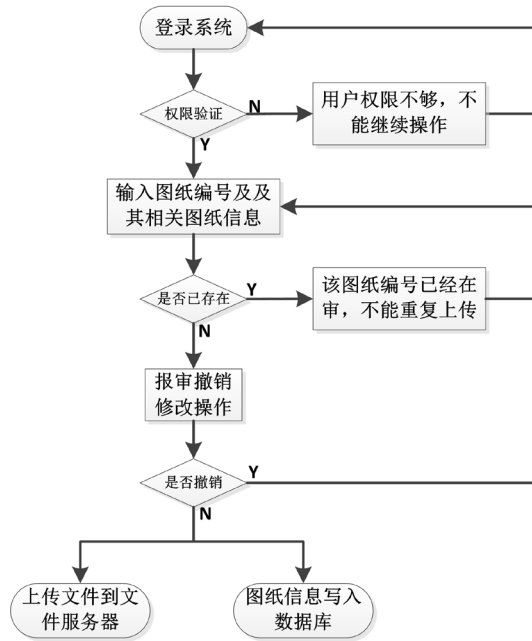 登录系统
权限验证
N
用户权限不够，不
能继续操作
Y
输入图纸编号及及
其相关图纸信息
是否已存在
Y
该图纸编号已经在
审，不能重复上传
N
报审撤销
修改操作
是否撤销
Y
N
上传文件到文
件服务器
图纸信息写入
数据库